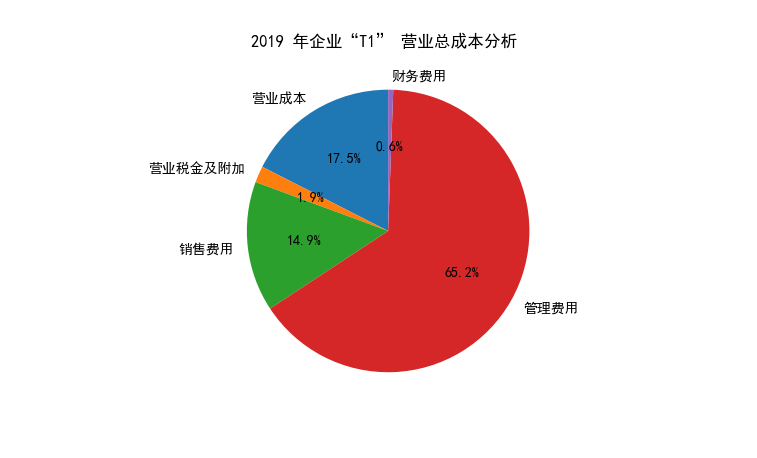 2019 年企业“T1” 营业总成本分析
财务费用
营业成本
0.6%
17.5%
营业税金及附加
1.9%
14.9%
销售费用
65.2%
管理费用